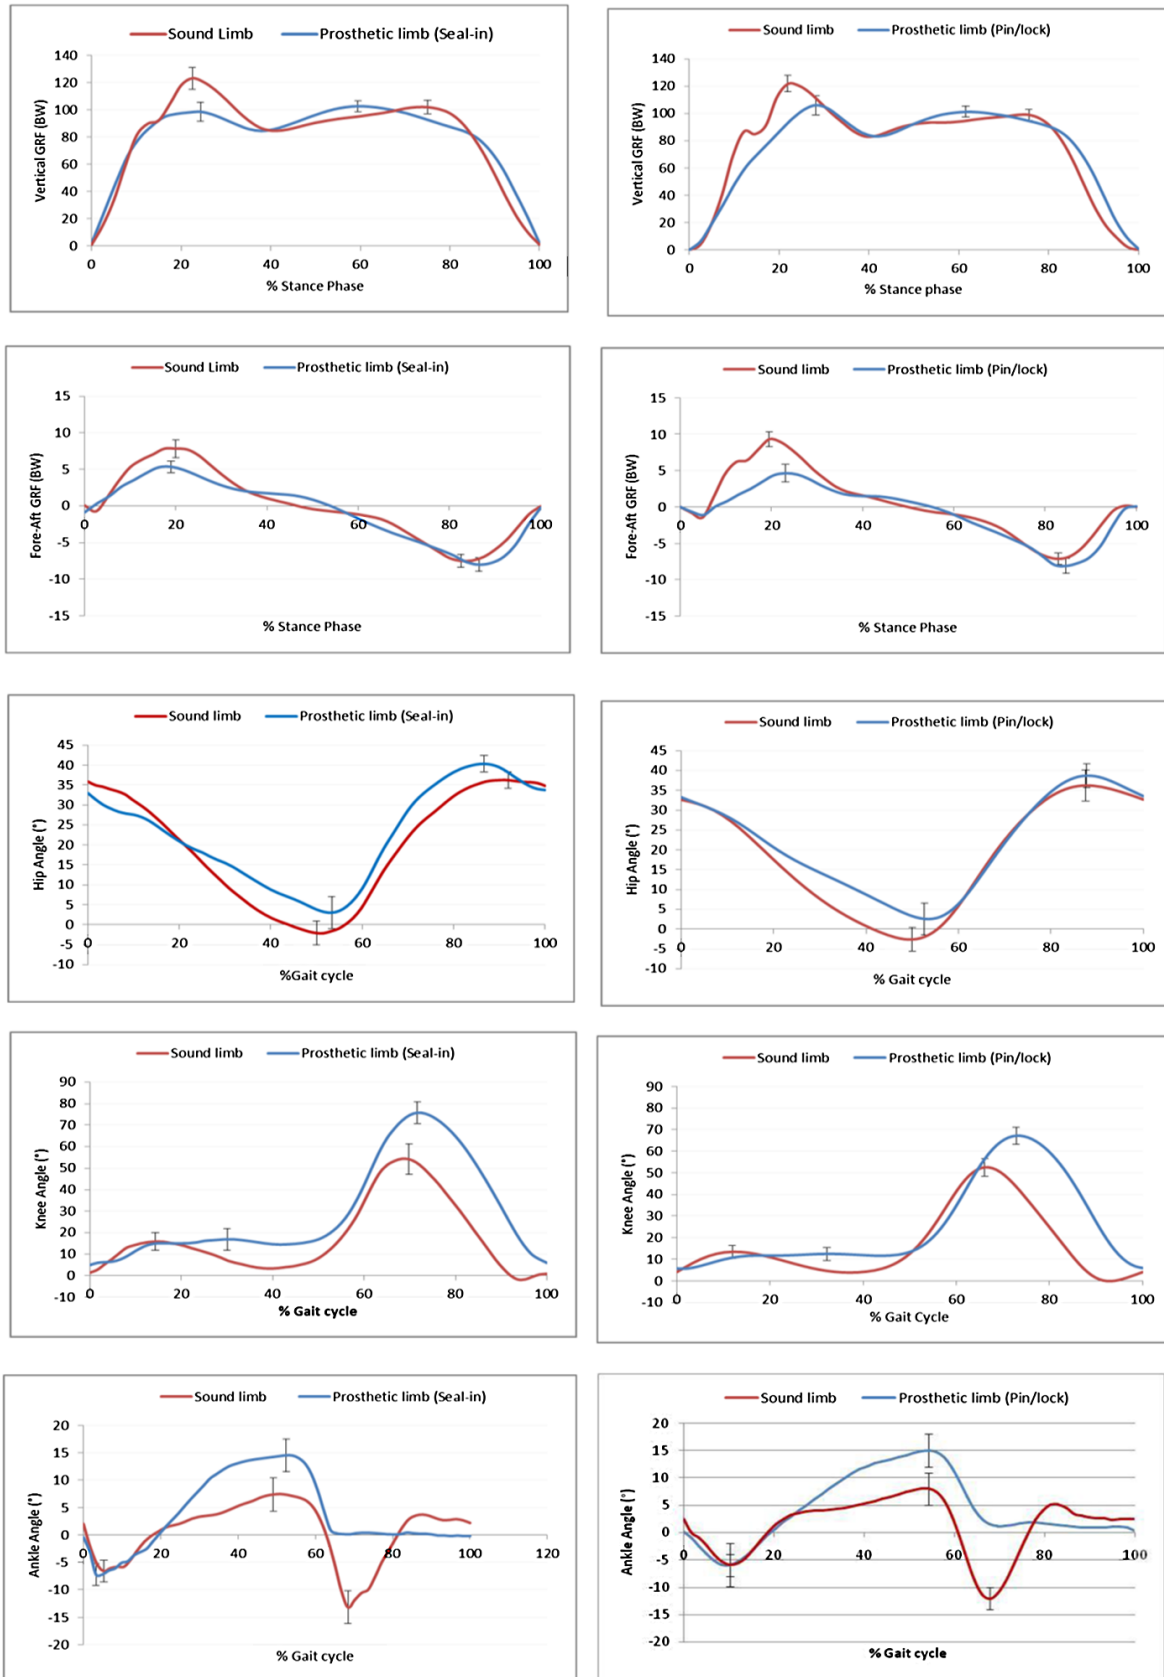 Sound Limb Prosthetic limb (Seal-in)
140
120
100
80
60
40
20
0
Vertical GRF (BW)
0 20 40 60 80 100
% Stance Phase
Sound limb Prosthetic limb (Pin/lock)
140
120
100
80
60
40
20
0
Vertical GRF (BW)
0 20 40 60 80 100
% Stance phase
Sound Limb Prosthetic limb (Seal-in)
15
10
5
0
-5
-10
-15
Fore-Aft GRF (BW)
0 20 40 60 80 100
% Stance Phase
Sound limb Prosthetic limb (Pin/lock)
15
10
5
0
-5
-10
-15
Fore-Aft GRF (BW)
0 20 40 60 80 100
% Stance Phase
Sound limb Prosthetic limb (Seal-in)
45
40
35
30
25
20
15
10
5
0
-5
-10
Hip Angle (°)
0 20 40 60 80 100
%Gait cycle
Sound limb Prosthetic limb (Pin/lock)
45
40
35
30
25
20
15
10
5
0
-5
-10
Hip Angle (°)
0 20 40 60 80 100
% Gait cycle
Sound limb Prosthetic limb (Seal-in)
90
80
70
60
50
40
30
20
10
0
-10
Knee Angle (°)
0 20 40 60 80 100
% Gait cycle
Sound limb Prosthetic limb (Pin/lock)
90
80
70
60
50
40
30
20
10
0
-10
Knee Angle (°)
0 20 40 60 80 100
% Gait Cycle
Sound limb Prosthetic limb (Seal-in)
20
15
10
5
0
-5
-10
-15
-20
Ankle Angle (°)
0 20 40 60 80 100 120
% Gait cycle
Sound limb Prosthetic limb (Pin/lock)
20
15
10
5
0
-5
-10
-15
-20
Ankle Angle (°)
0 20 40 60 80 100
% Gait cycle